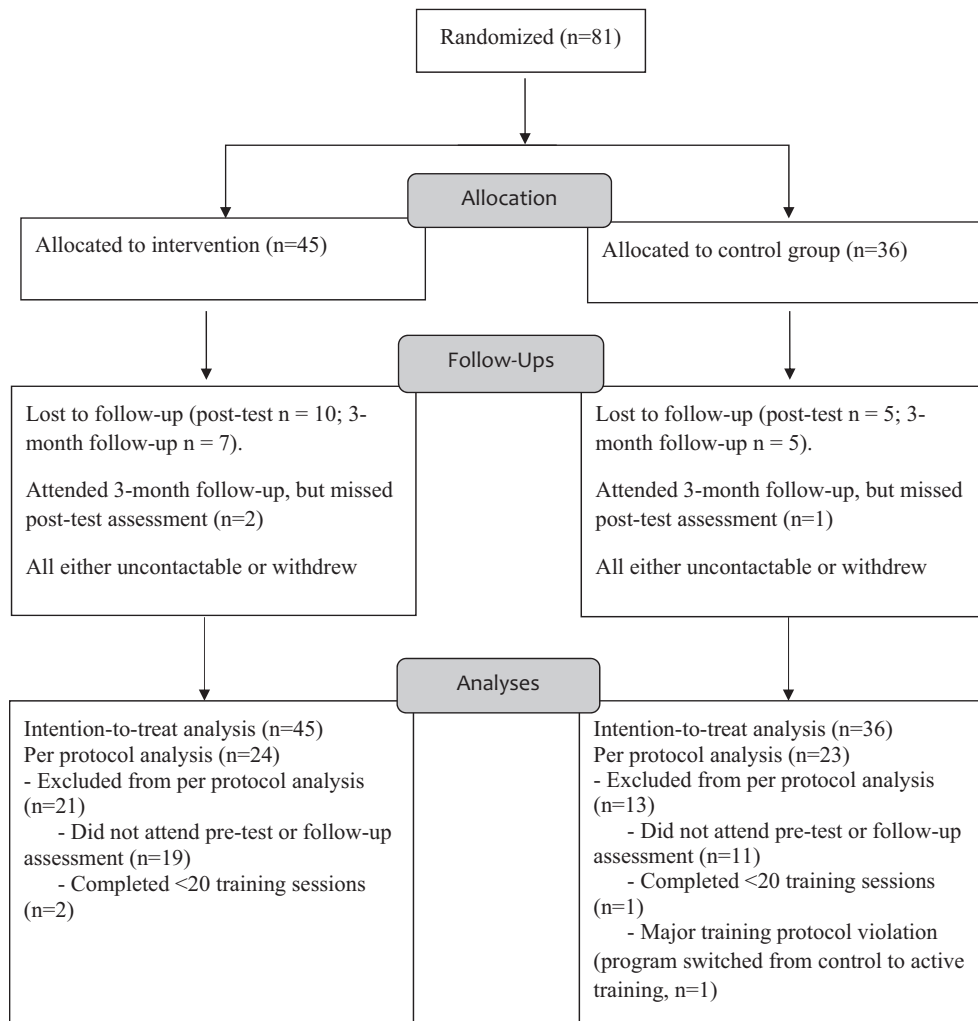 Randomized (n=81)
Allocation
Allocated to intervention (n=45)
Allocated to control group (n=36)
Follow-Ups
Lost to follow-up (post-test n = 10; 3-
month follow-up n = 7).
Attended 3-month follow-up, but missed
post-test assessment (n=2)
All either uncontactable or withdrew
Lost to follow-up (post-test n = 5; 3-
month follow-up n = 5).
Attended 3-month follow-up, but missed
post-test assessment (n=1)
All either uncontactable or withdrew
Analyses
Intention-to-treat analysis (n=45)
Per protocol analysis (n=24)
- Excluded from per protocol analysis
(n=21)
- Did not attend pre-test or follow-up
assessment (n=19)
- Completed <20 training sessions
(n=2)
Intention-to-treat analysis (n=36)
Per protocol analysis (n=23)
- Excluded from per protocol analysis
(n=13)
- Did not attend pre-test or follow-up
assessment (n=11)
- Completed <20 training sessions
(n=1)
- Major training protocol violation
(program switched from control to active
training, n=1)